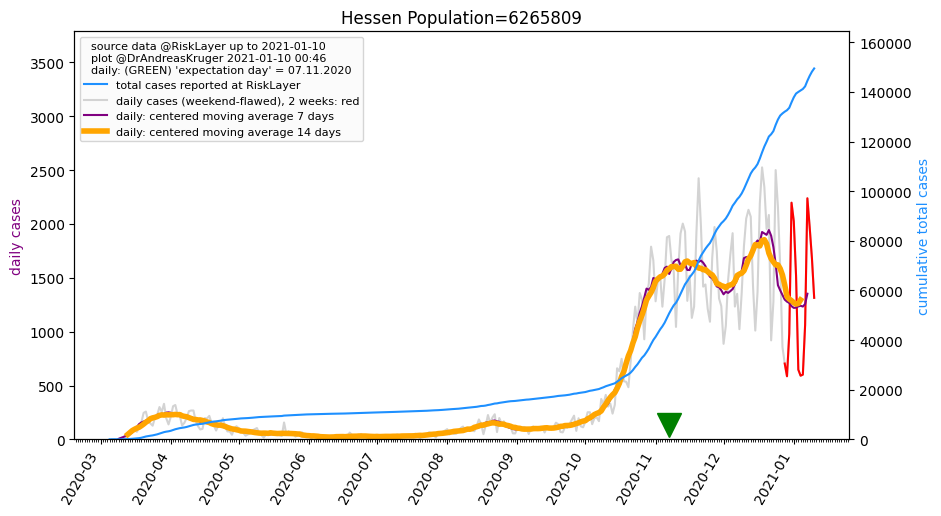 Hessen Population=6265809
source data @RiskLayer up to 2021-01-10
plot @DrAndreasKruger 2021-01-10 00:46
daily: (GREEN) 'expectation day' = 07.11.2020
total cases reported at RiskLayer
daily cases (weekend-flawed), 2 weeks: red
daily: centered moving average 7 days
daily: centered moving average 14 days
daily cases
3500
3000
2500
2000
1500
1000
500
0
160000
140000
120000
100000
80000
60000
40000
20000
0
cumulative total cases
2020-03
2020-04
2020-05
2020-06
2020-07
2020-08
2020-09
2020-10
2020-11
2020-12
2021-01